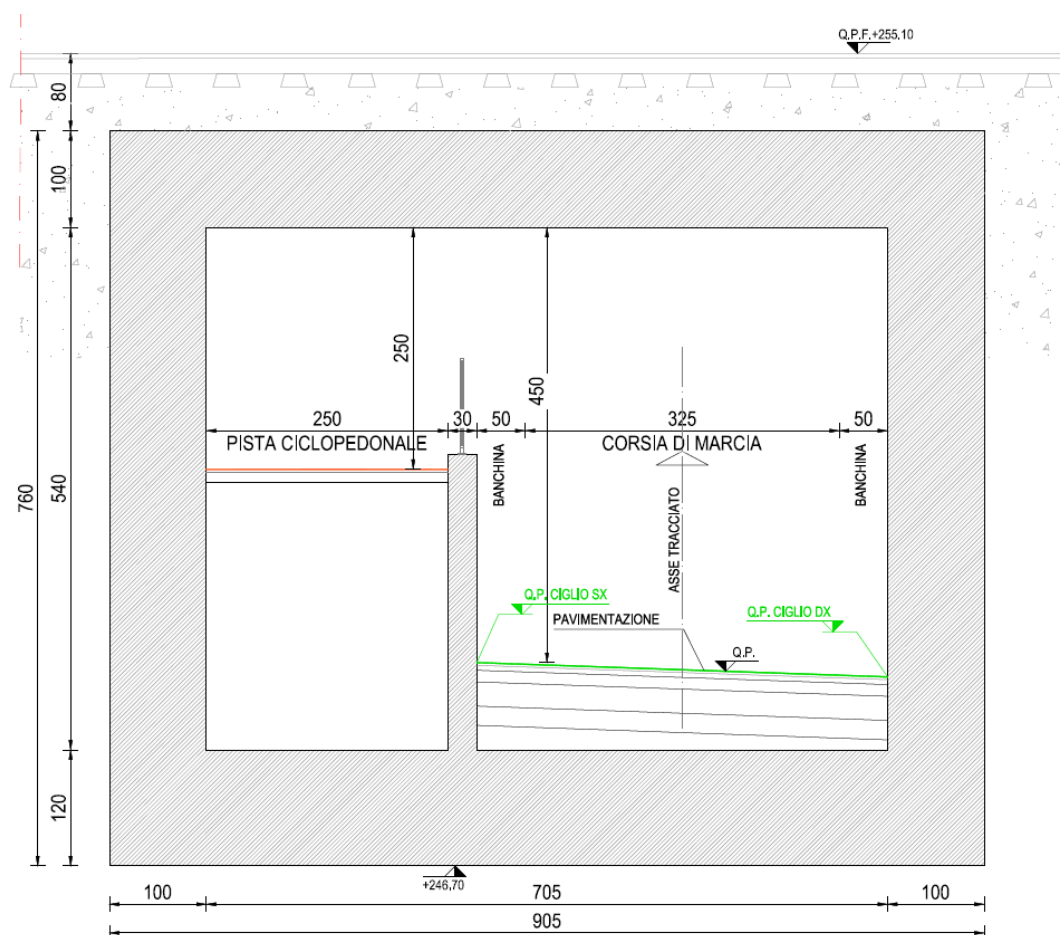 Q.P.F.+255.10
80
100
760
540
120
250
450
250
30
50
325
50
PISTA CICLOPEDONALE
CORSIA DI MARCIA
BANCHINA
BANCHINA
ASSE TRACCIATO
Q.P. CIGLIO SX
Q.P. CIGLIO DX
PAVIMENTAZIONE
Q.P.
+246,70
100
705
100
905